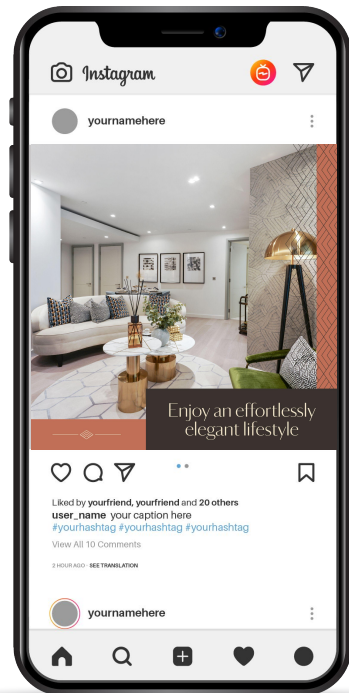 Instagram
yournamehere
Enjoy an effortlessly
elegant lifestyle
Liked by yourfriend, yourfriend and 20 others
user_name your caption here
#yourhashtag #yourhashtag #yourhashtag
View All 10 Comments
2 HOUR AGO · SEE TRANSLATION
yournamehere